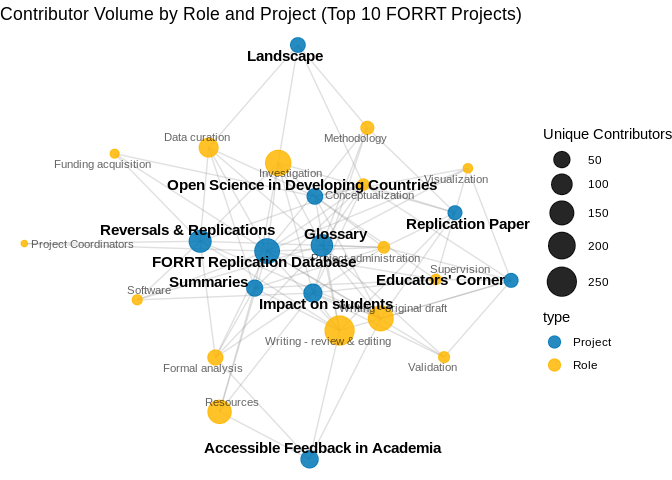 Contributor Volume by Role and Project (Top 10 FORRT Projects)
Landscape
Methodology
Data curation
Funding acquisition
Investigation
Visualization
Open Science in Developing Countries
Conceptualization
Replication Paper
Reversals & Replications
Glossary
Project Coordinators
Project administration
FORRT Replication Database
Supervision
Summaries
Educators' Corner
Software
Impact on students
Writing - original draft
Writing - review & editing
Formal analysis
Validation
Resources
Accessible Feedback in Academia
Unique Contributors
50
100
150
200
250
type
Project
Role